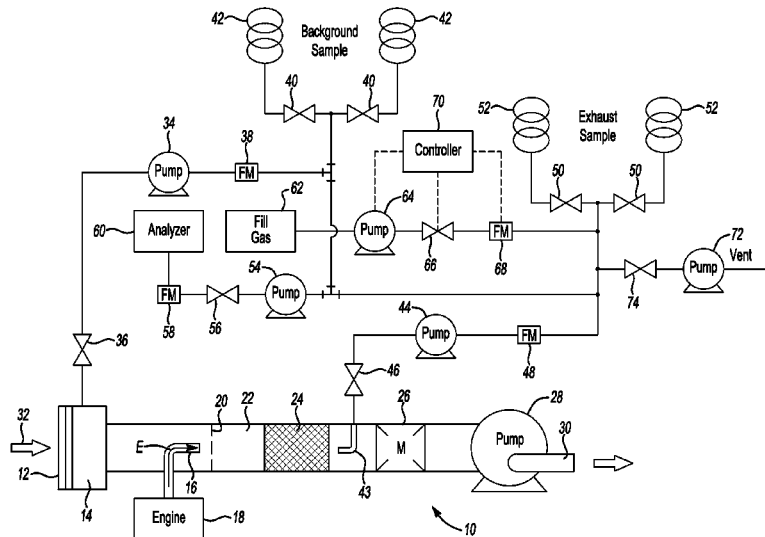 42
42
Background
Sample
40
40
52
52
Exhaust
Sample
34
Pump
38
FM
70
Controller
50
50
62
Fill
Gas
64
Pump
66
FM
68
60
Analyzer
72
Pump
Vent
74
54
Pump
FM
58
56
44
Pump
FM
48
36
46
32
20
22
24
26
28
Pump
30
E
16
M
43
12
14
Engine
18
10